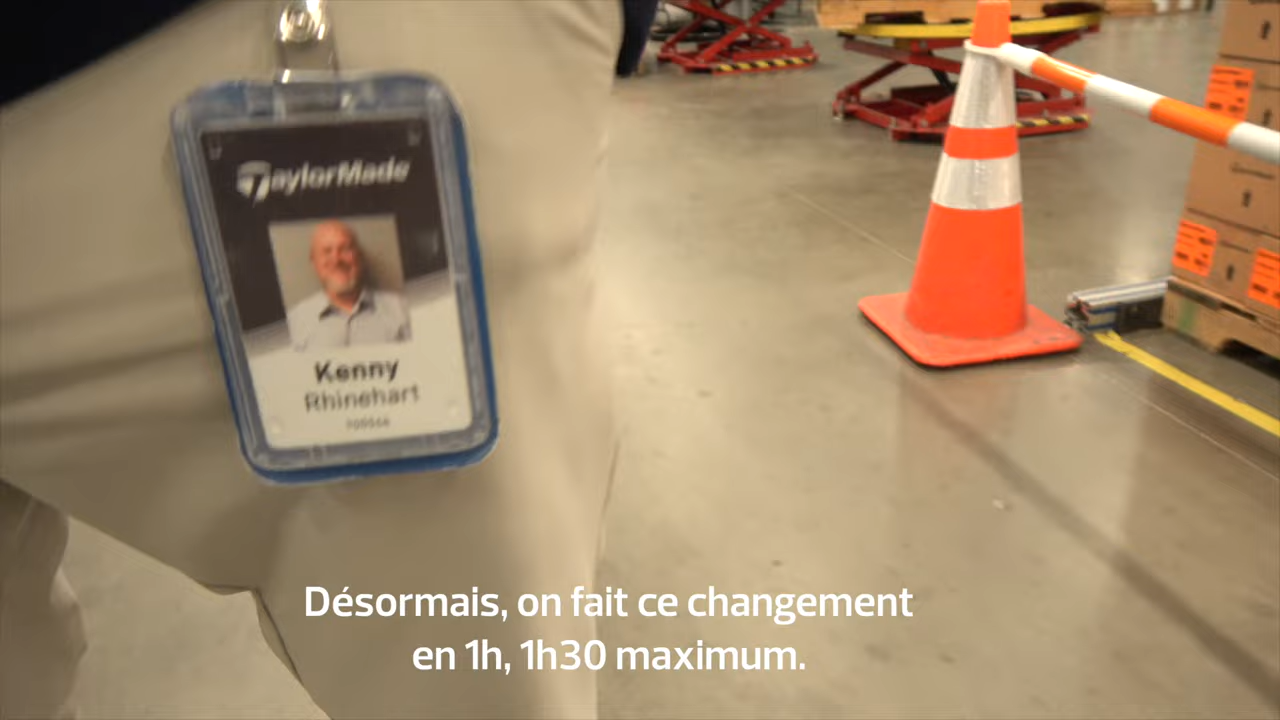 TaylorMade
Kenny
Rhinehart
Désormais, on fait ce changement
en 1h, 1h30 maximum.